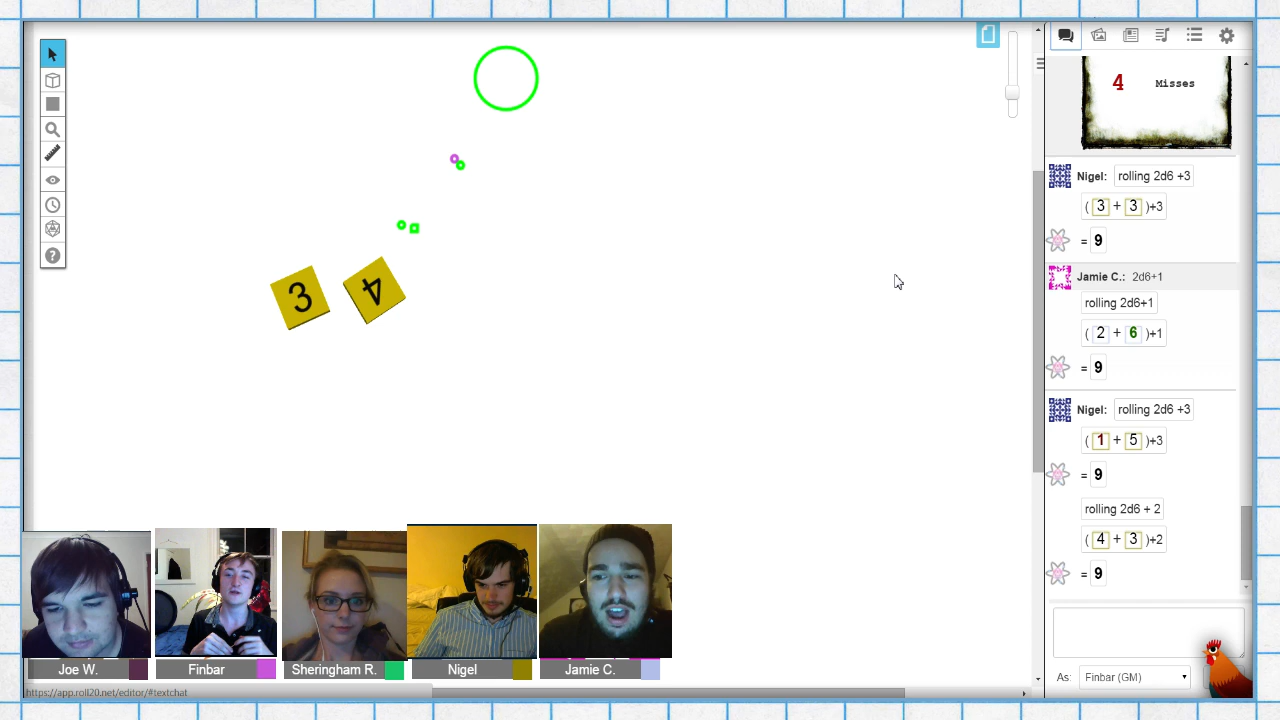 4 Misses
Nigel: rolling 2d6 +3
( 3 + 3 )+3
= 9
Jamie C.: 2d6+1
rolling 2d6+1
( 2 + 6 )+1
= 9
Nigel: rolling 2d6 +3
( 1 + 5 )+3
= 9
rolling 2d6 + 2
( 4 + 3 )+2
= 9
3 4
Joe W. Finbar Sheringham R. Nigel Jamie C.
As: Finbar (GM)
https://app.roll20.net/editor/#textchat
?